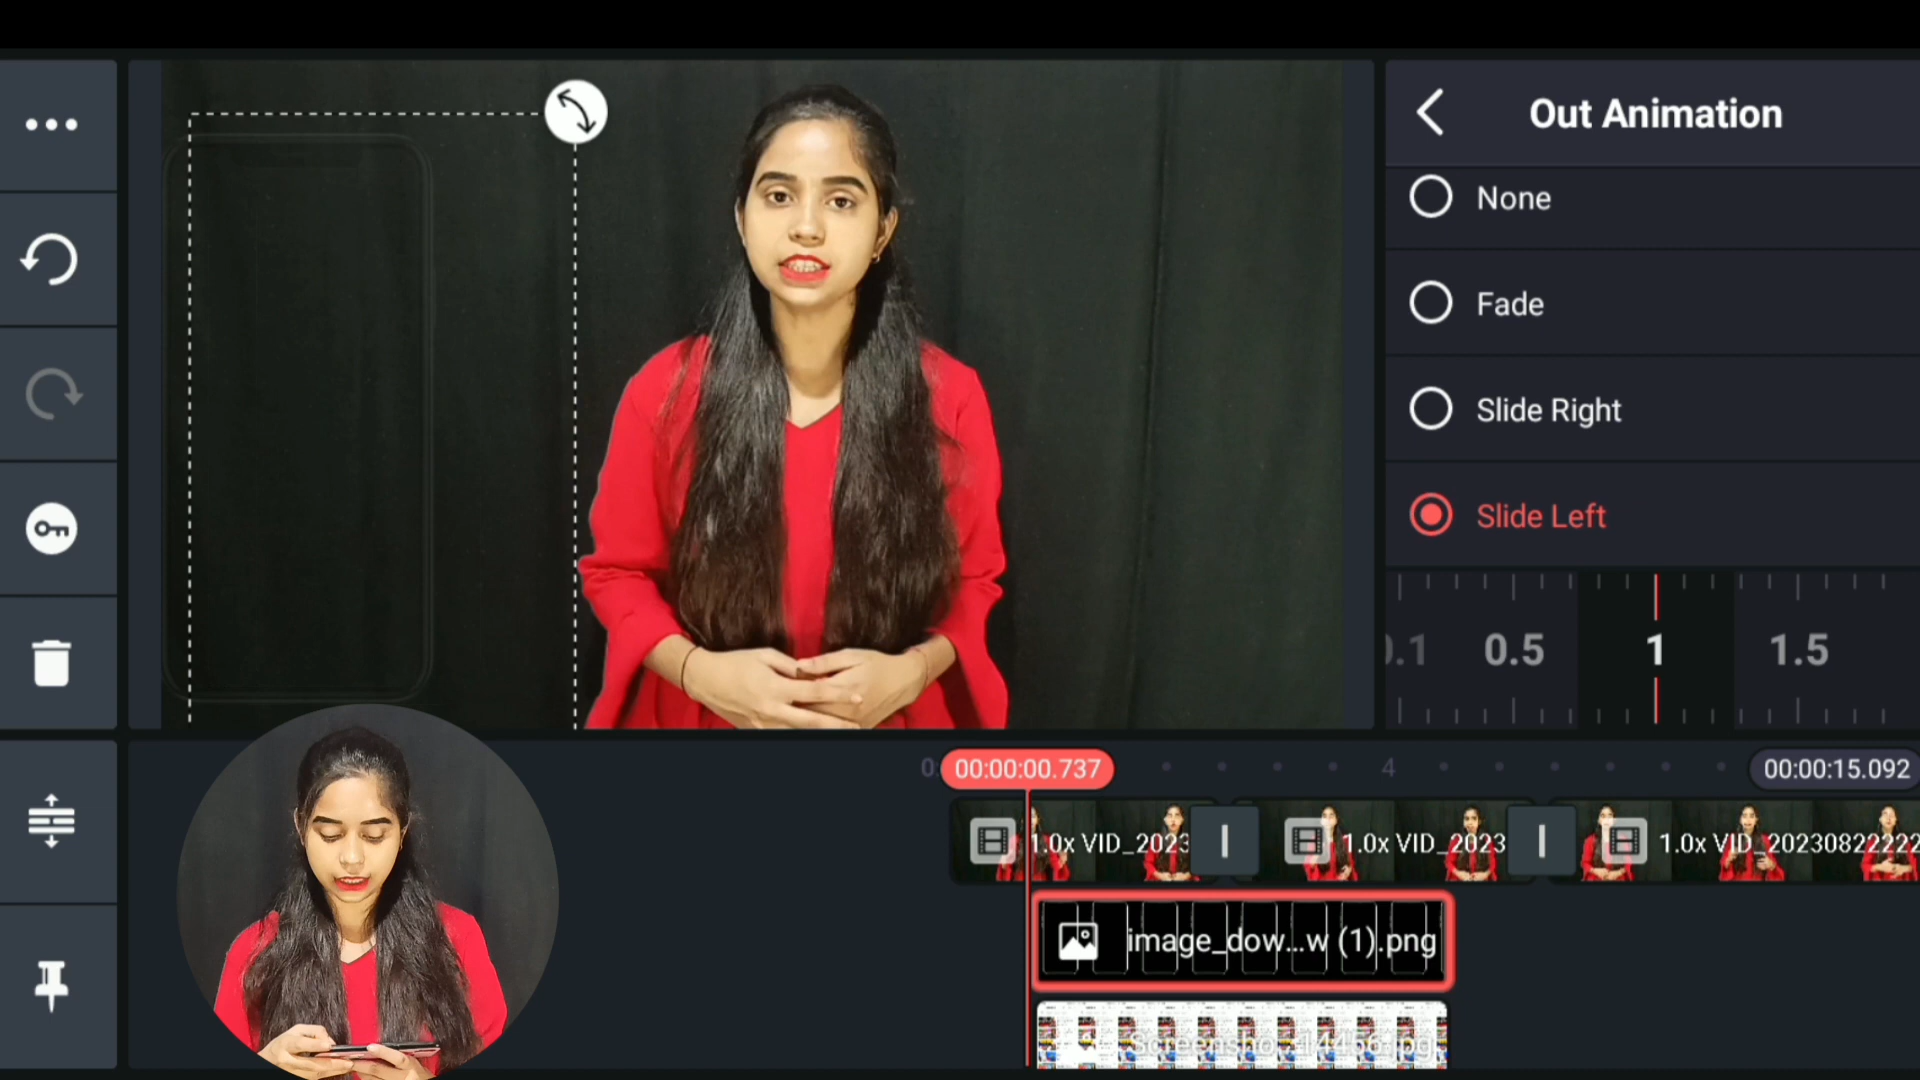 Out Animation
None
Fade
Slide Right
Slide Left
0.5 1 1.5
00:00:00.737 4 00:00:15.092
1.0x VID_2023 1.0x VID_2023 1.0x VID_20230822222
image_dow...w (1).png